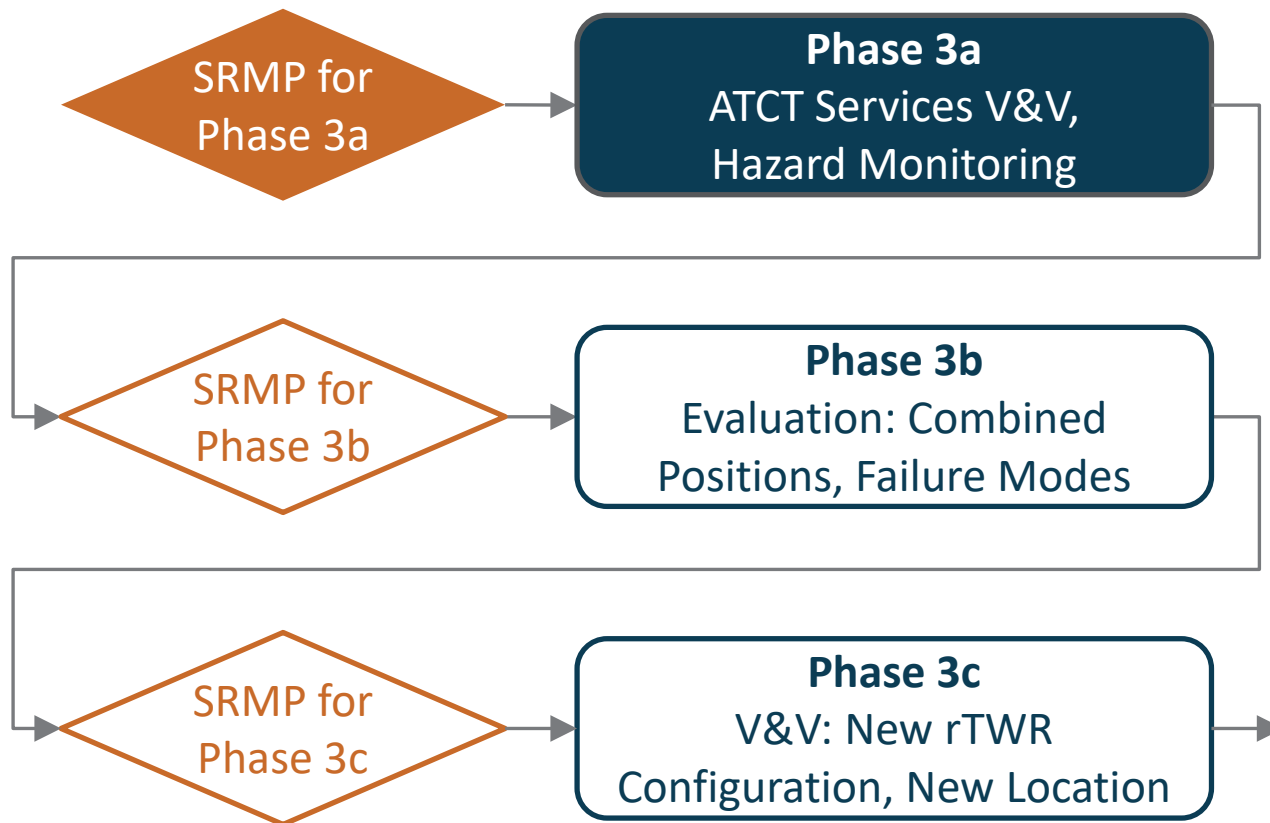 SRMP for
Phase 3a
Phase 3a
ATCT Services V&V,
Hazard Monitoring
SRMP for
Phase 3b
Phase 3b
Evaluation: Combined
Positions, Failure Modes
SRMP for
Phase 3c
Phase 3c
V&V: New rTWR
Configuration, New Location